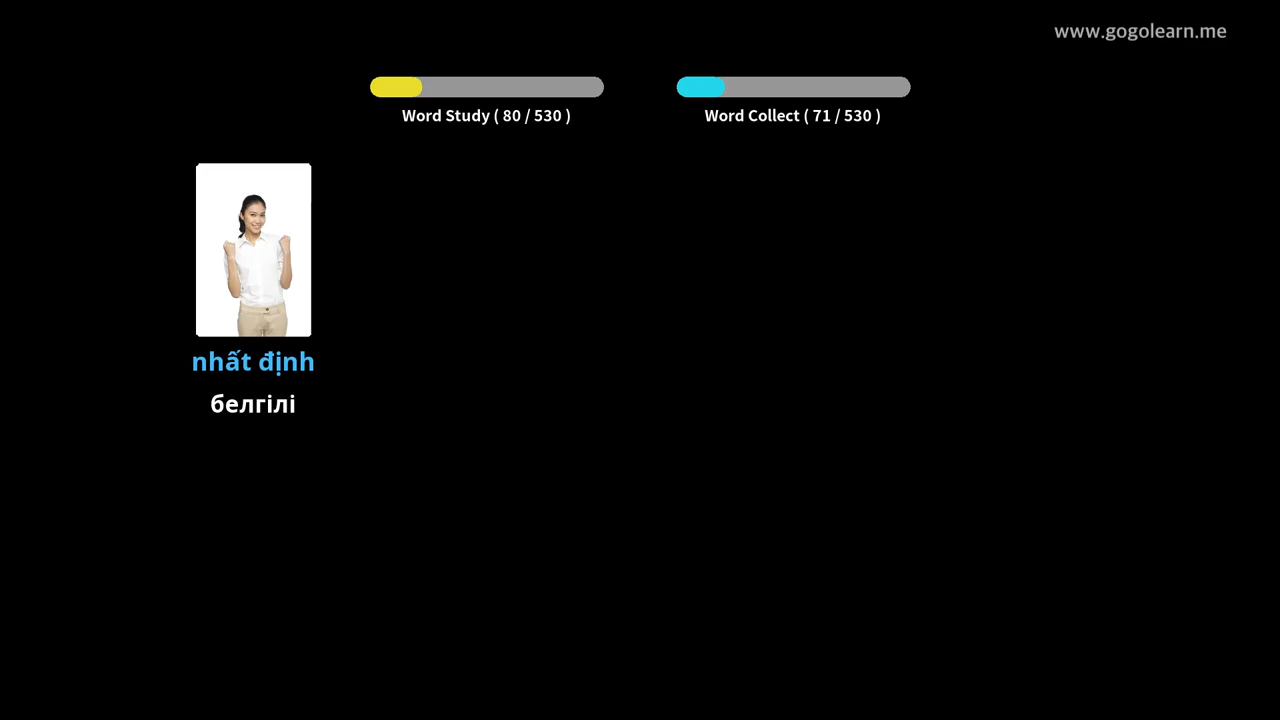 www.gogolearn.me
Word Study ( 80 / 530 )
Word Collect ( 71 / 530 )
nhất định
белгілі